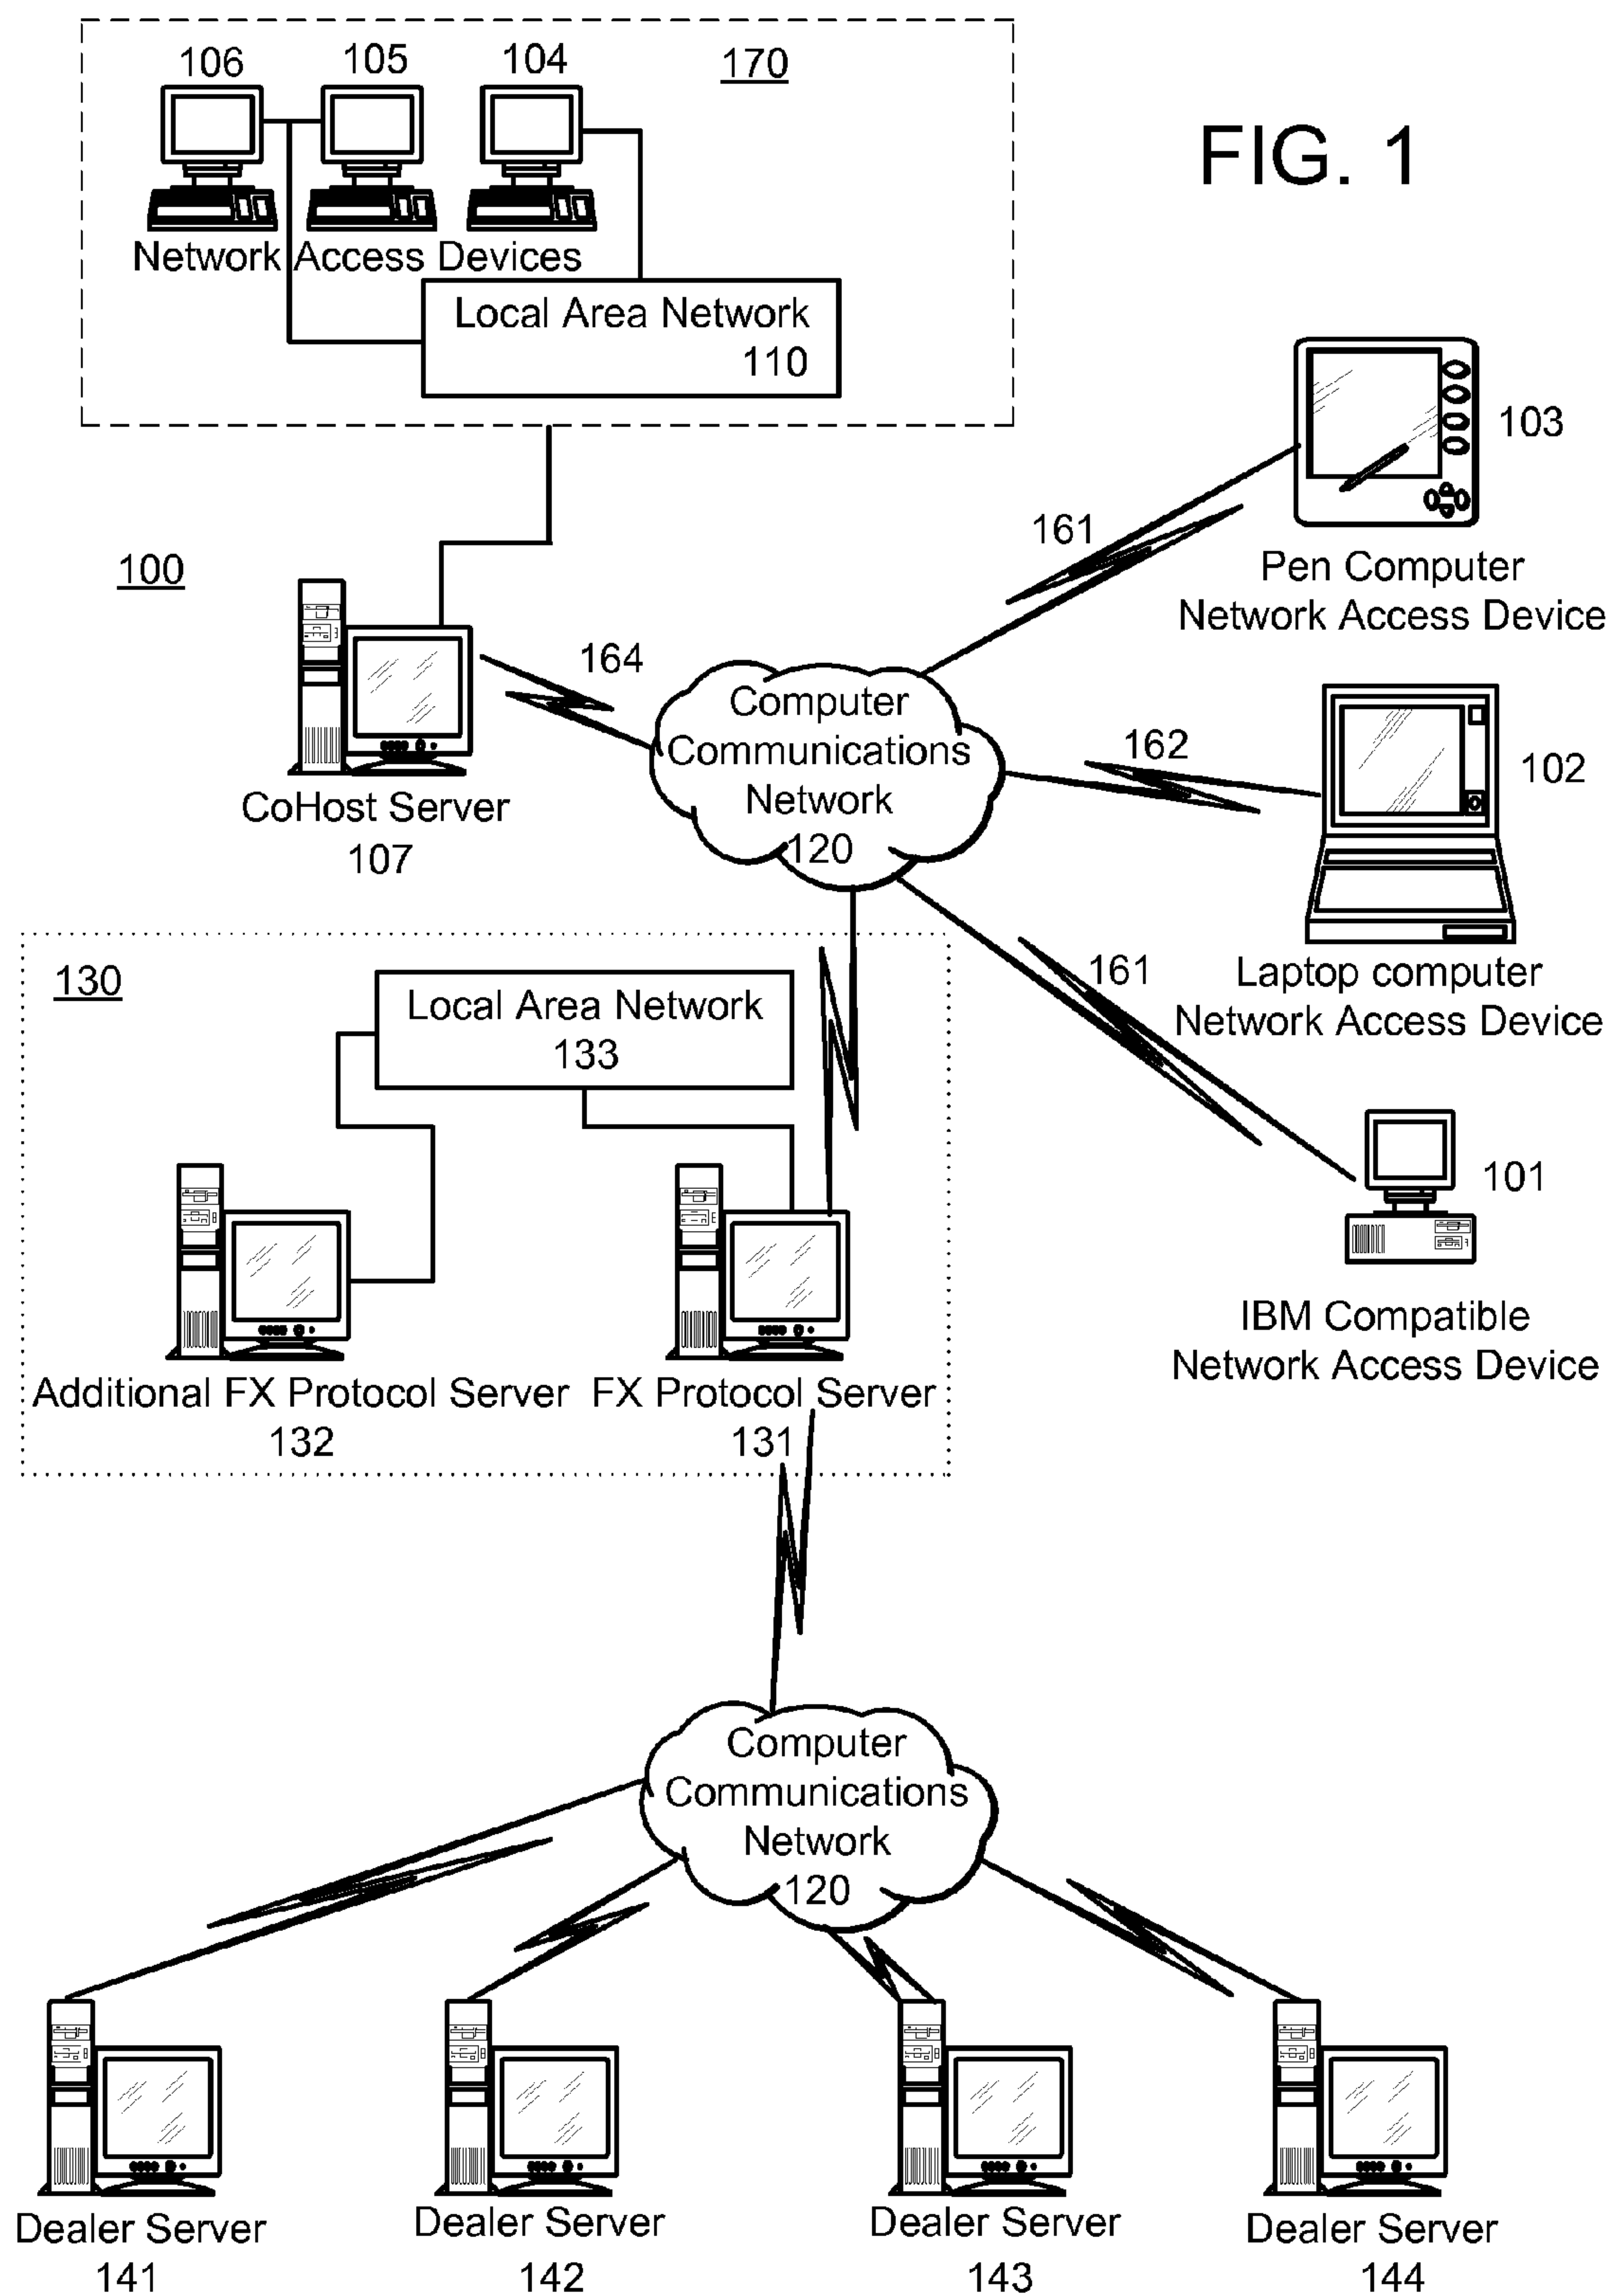 106
105
104
170
FIG. 1
Network Access Devices
Local Area Network
110
103
161
Pen Computer
Network Access Device
100
164
Computer
Communications
Network
120
162
102
CoHost Server
107
Laptop computer
Network Access Device
161
130
Local Area Network
133
101
IBM Compatible
Network Access Device
Additional FX Protocol Server
132
FX Protocol Server
131
Computer
Communications
Network
120
Dealer Server
141
Dealer Server
142
Dealer Server
143
Dealer Server
144